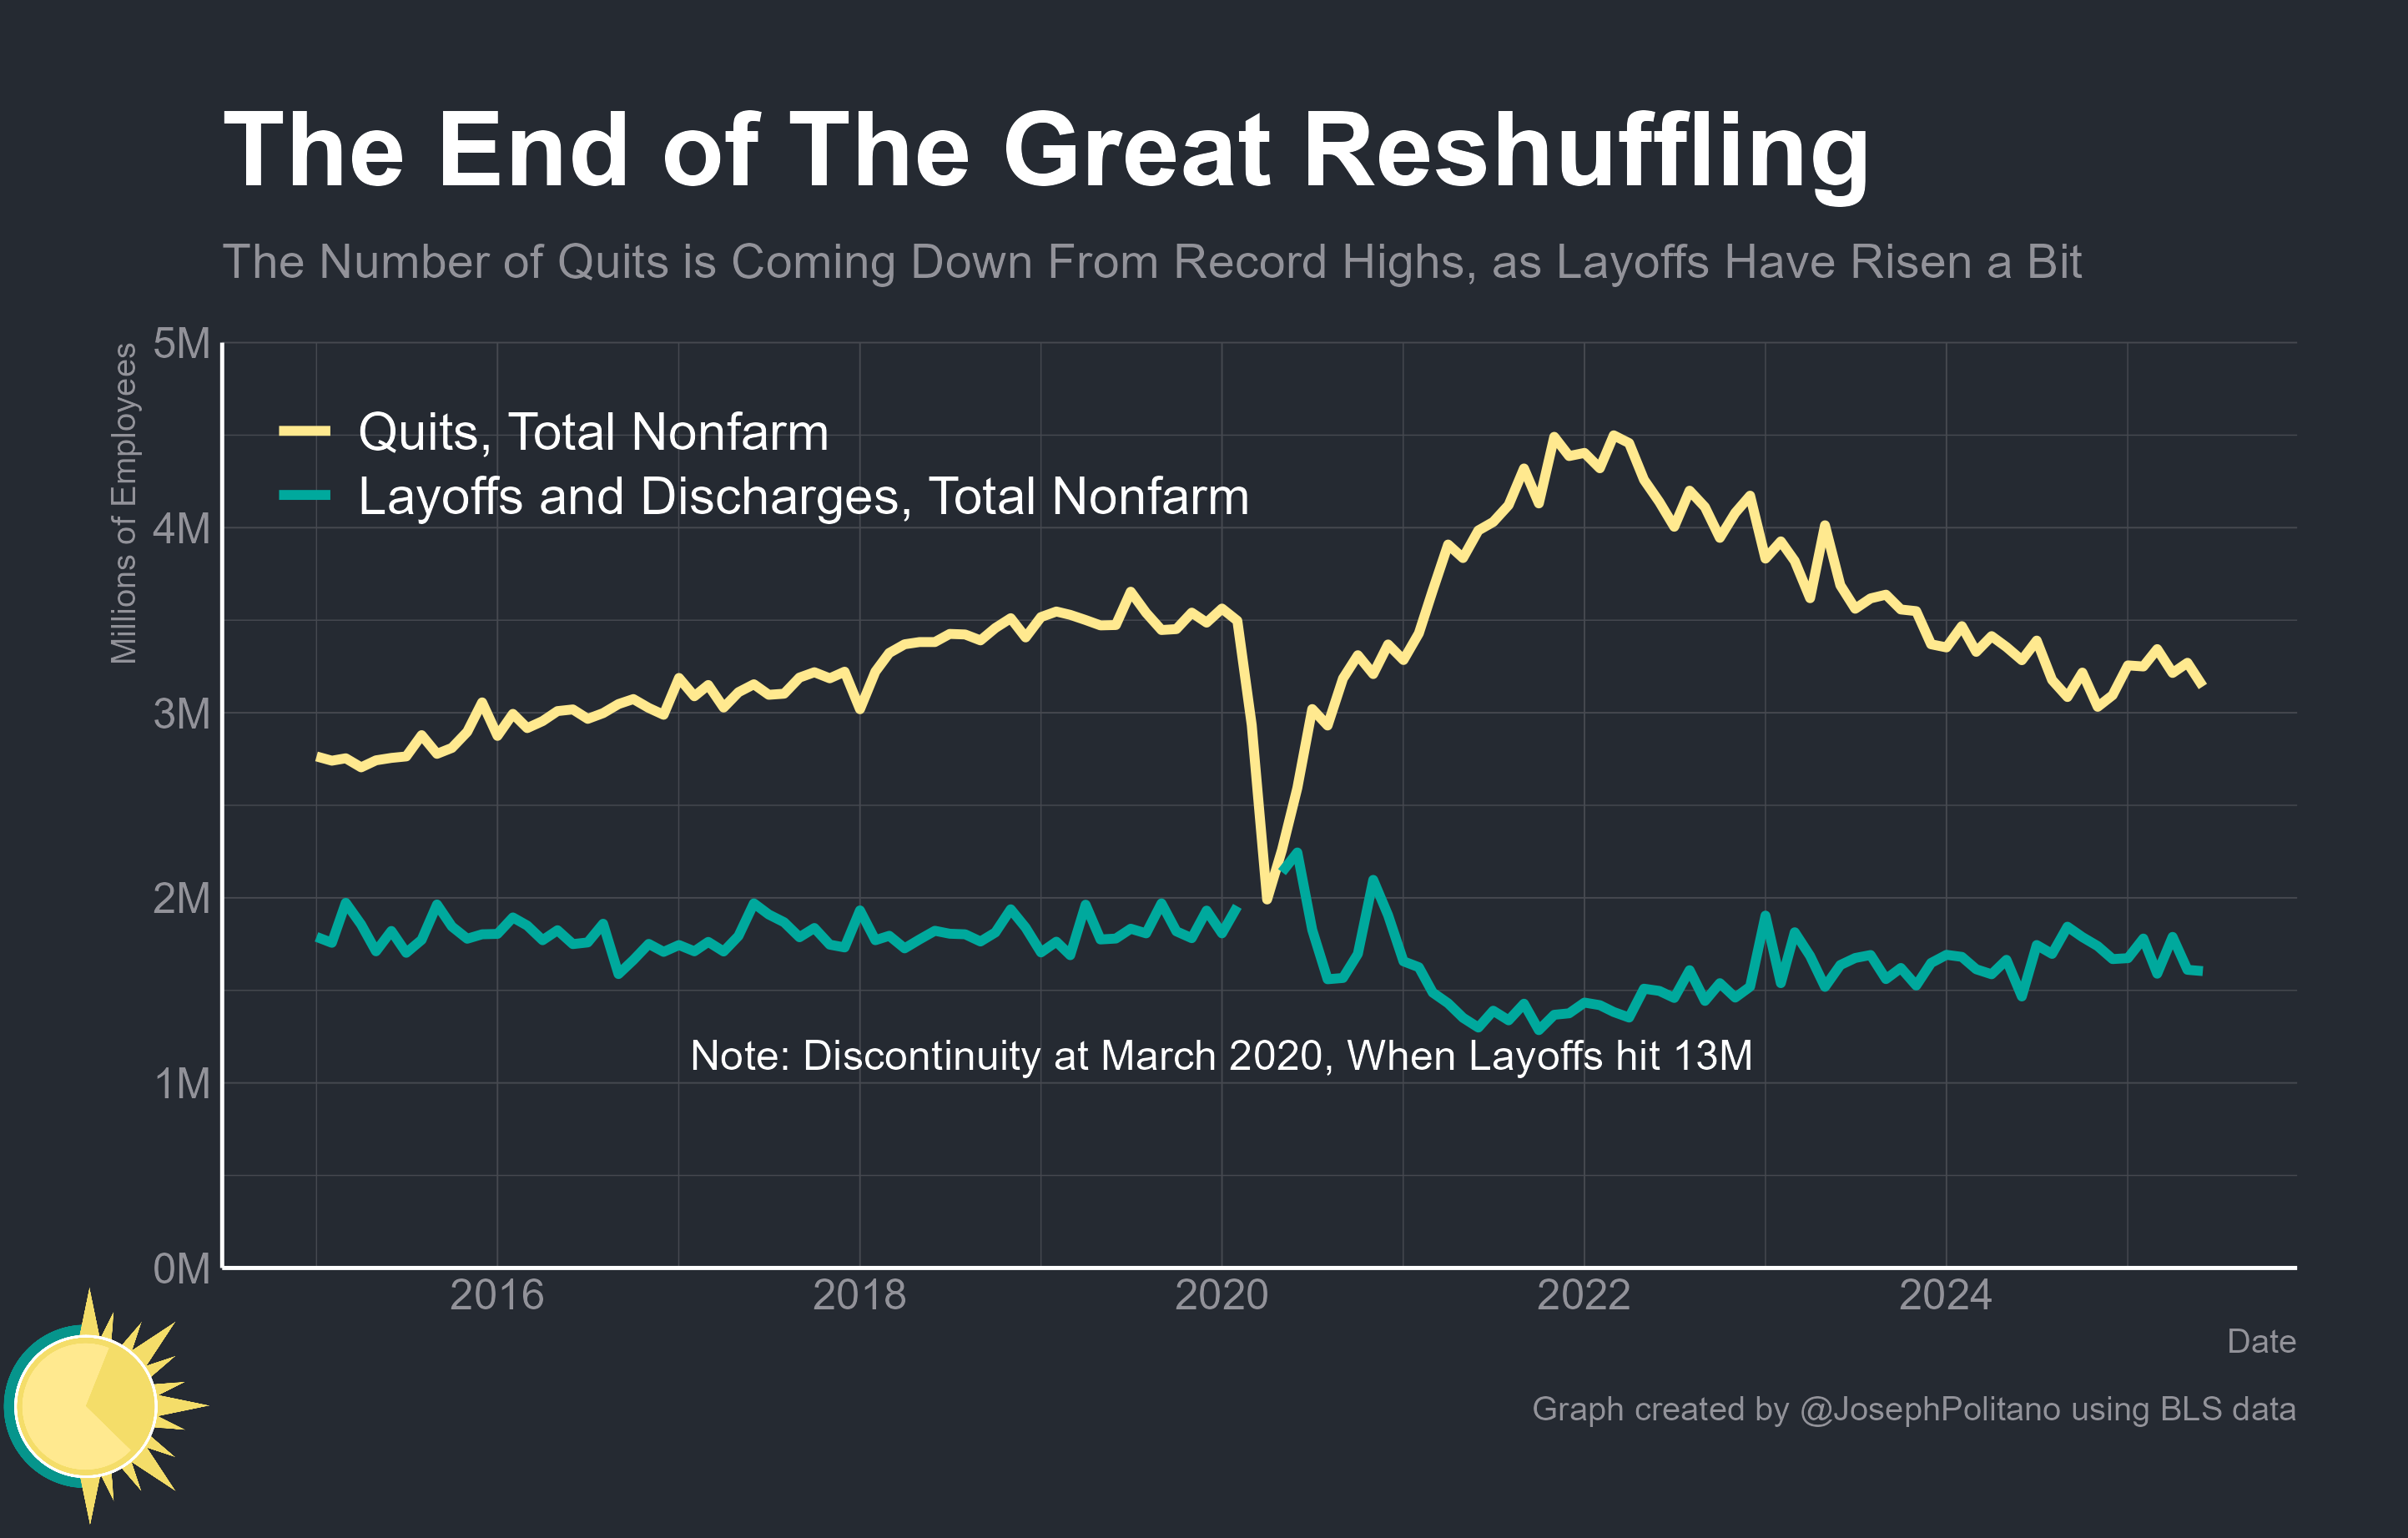 The End of The Great Reshuffling
The Number of Quits is Coming Down From Record Highs, as Layoffs Have Risen a Bit
Millions of Employees
5M
4M
3M
2M
1M
0M
Quits, Total Nonfarm
Layoffs and Discharges, Total Nonfarm
Note: Discontinuity at March 2020, When Layoffs hit 13M
2016 2018 2020 2022 2024
Date
Graph created by @JosephPolitano using BLS data